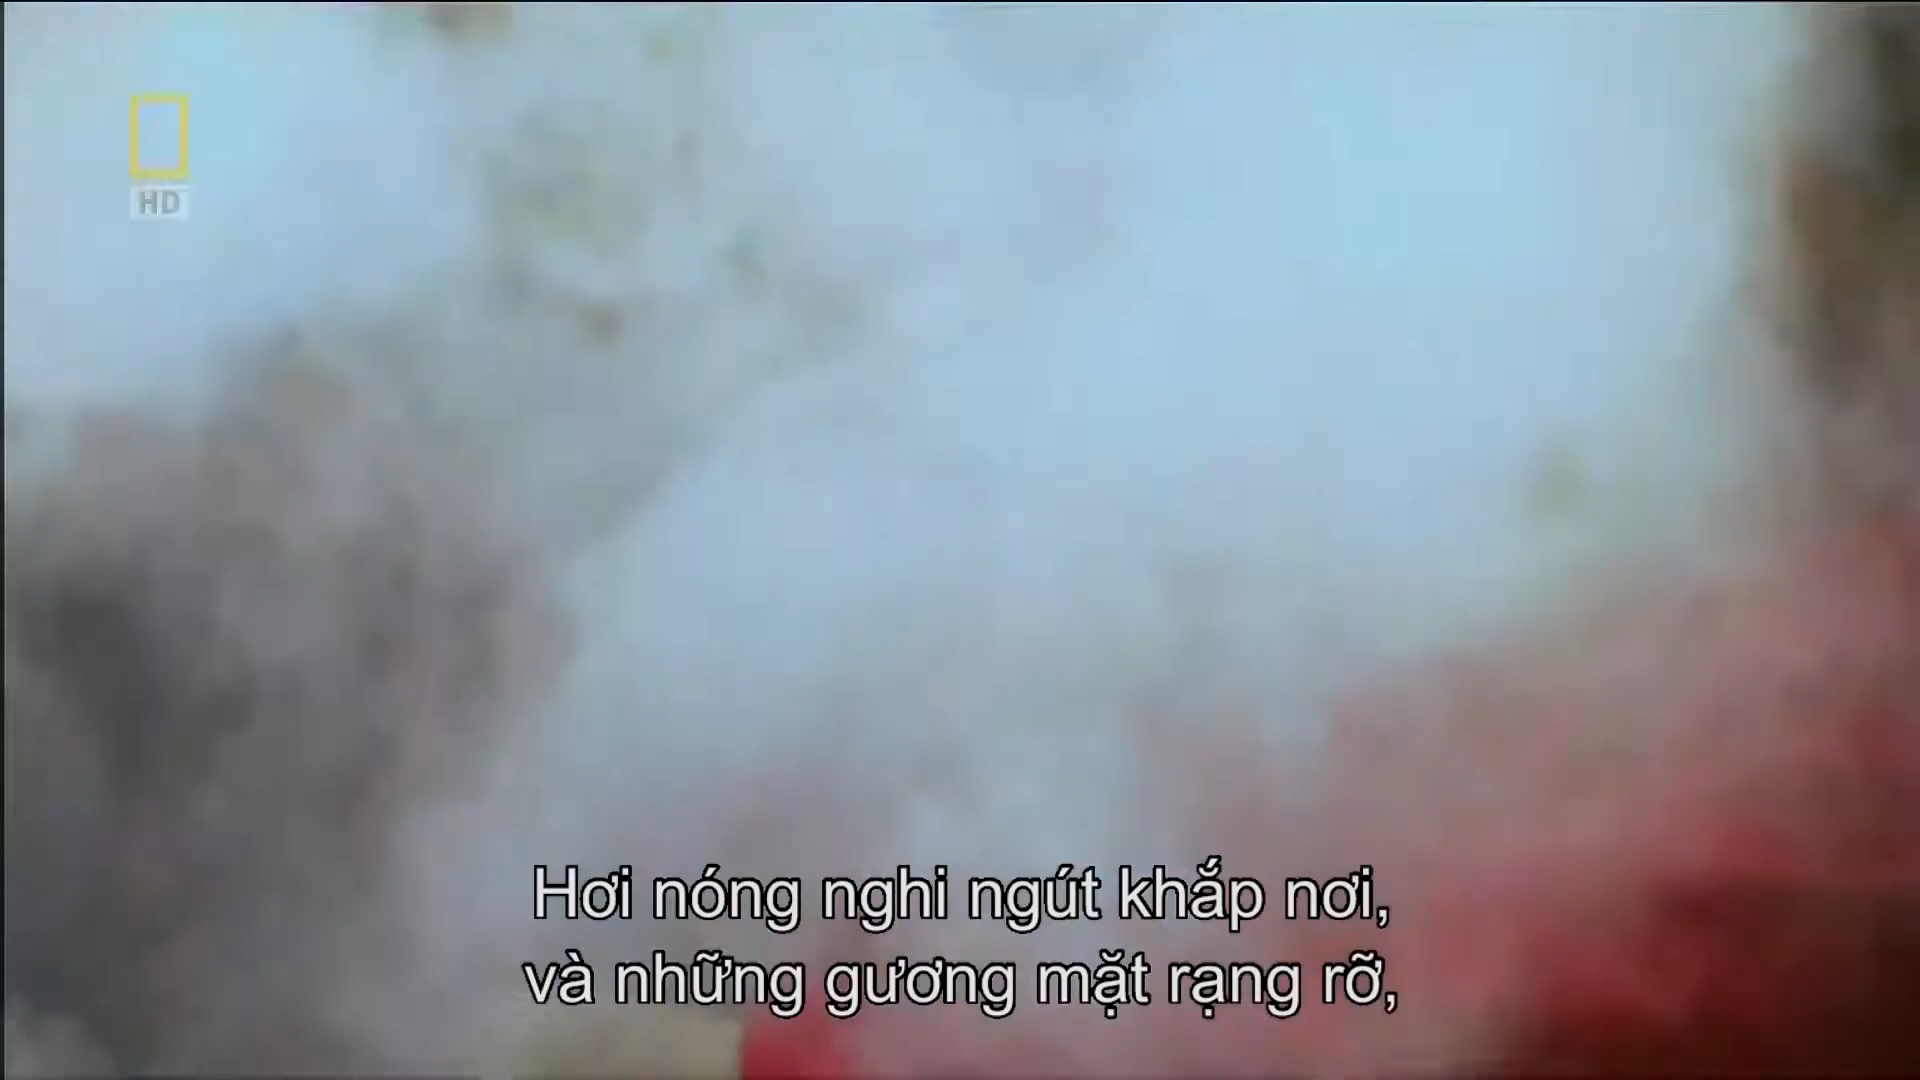 HD
Hơi nóng nghi ngút khắp nơi,
và những gương mặt rạng rỡ,